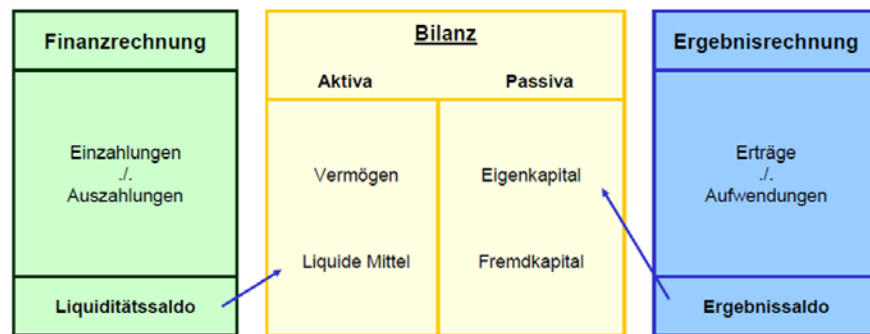 Finanzrechnung
Einzahlungen
./.
Auszahlungen
Liquiditätssaldo
Bilanz
Aktiva Passiva
Vermögen Eigenkapital
Liquide Mittel Fremdkapital
Ergebnisrechnung
Erträge
./.
Aufwendungen
Ergebnissaldo